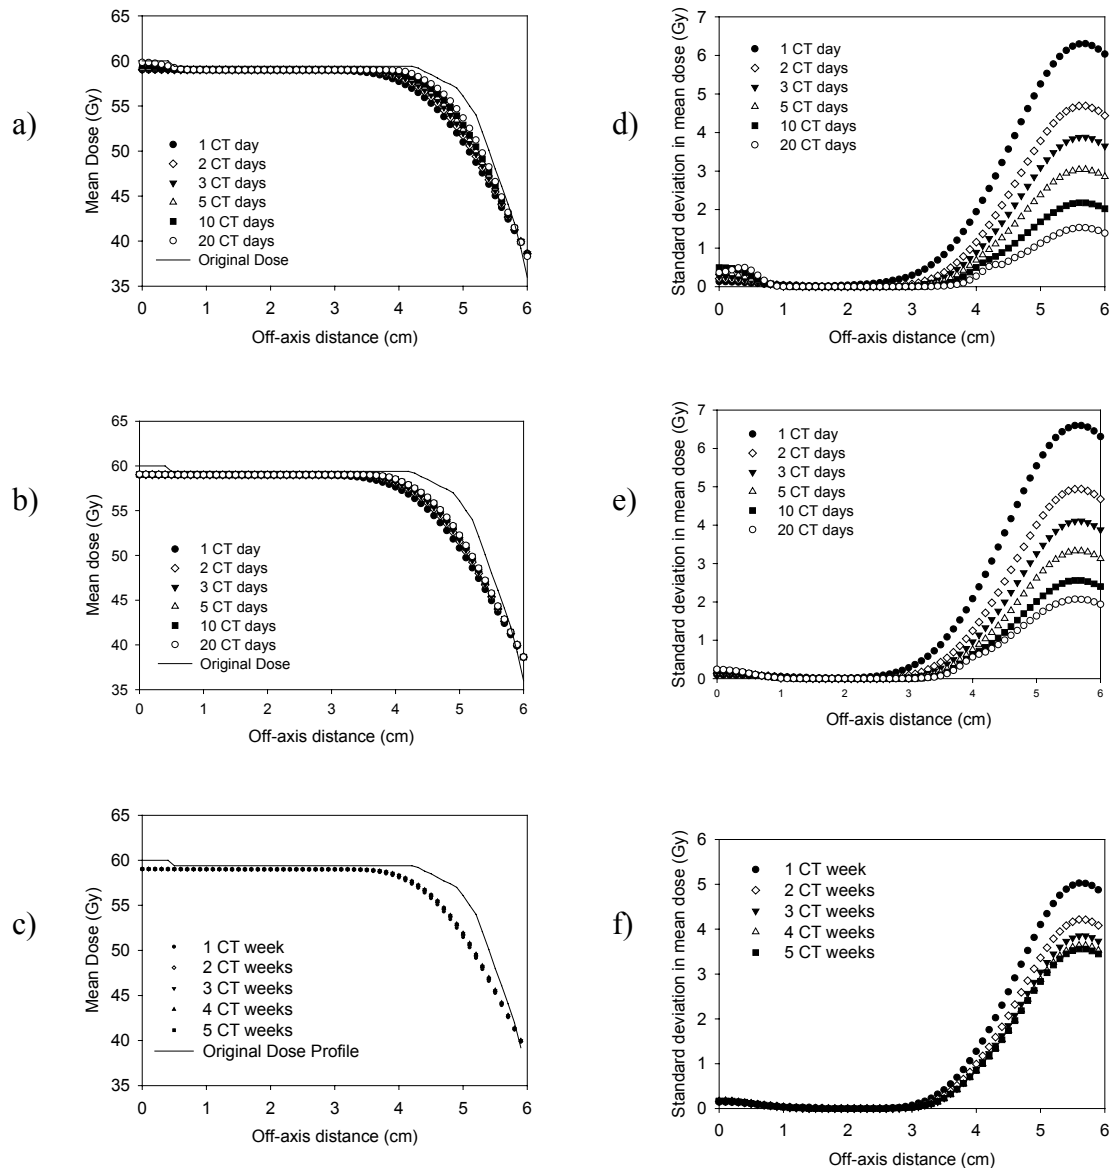 a)
65
60
55
50
45
40
35
Mean Dose (Gy)
1 CT day
2 CT days
3 CT days
5 CT days
10 CT days
20 CT days
Original Dose
0 1 2 3 4 5 6
Off-axis distance (cm)
d)
7
6
5
4
3
2
1
0
Standard deviation in mean dose (Gy)
1 CT day
2 CT days
3 CT days
5 CT days
10 CT days
20 CT days
0 1 2 3 4 5 6
Off-axis distance (cm)
b)
65
60
55
50
45
40
35
Mean dose (Gy)
1 CT day
2 CT days
3 CT days
5 CT days
10 CT days
20 CT days
Original Dose
0 1 2 3 4 5 6
Off-axis distance (cm)
e)
7
6
5
4
3
2
1
0
Standard deviation in mean dose (Gy)
1 CT day
2 CT days
3 CT days
5 CT days
10 CT days
20 CT days
0 1 2 3 4 5 6
Off-axis distance (cm)
c)
65
60
55
50
45
40
35
Mean Dose (Gy)
1 CT week
2 CT weeks
3 CT weeks
4 CT weeks
5 CT weeks
Original Dose Profile
0 1 2 3 4 5 6
Off-axis distance (cm)
f)
6
5
4
3
2
1
0
Standard deviation in mean dose (Gy)
1 CT week
2 CT weeks
3 CT weeks
4 CT weeks
5 CT weeks
0 1 2 3 4 5 6
Off-axis distance (cm)